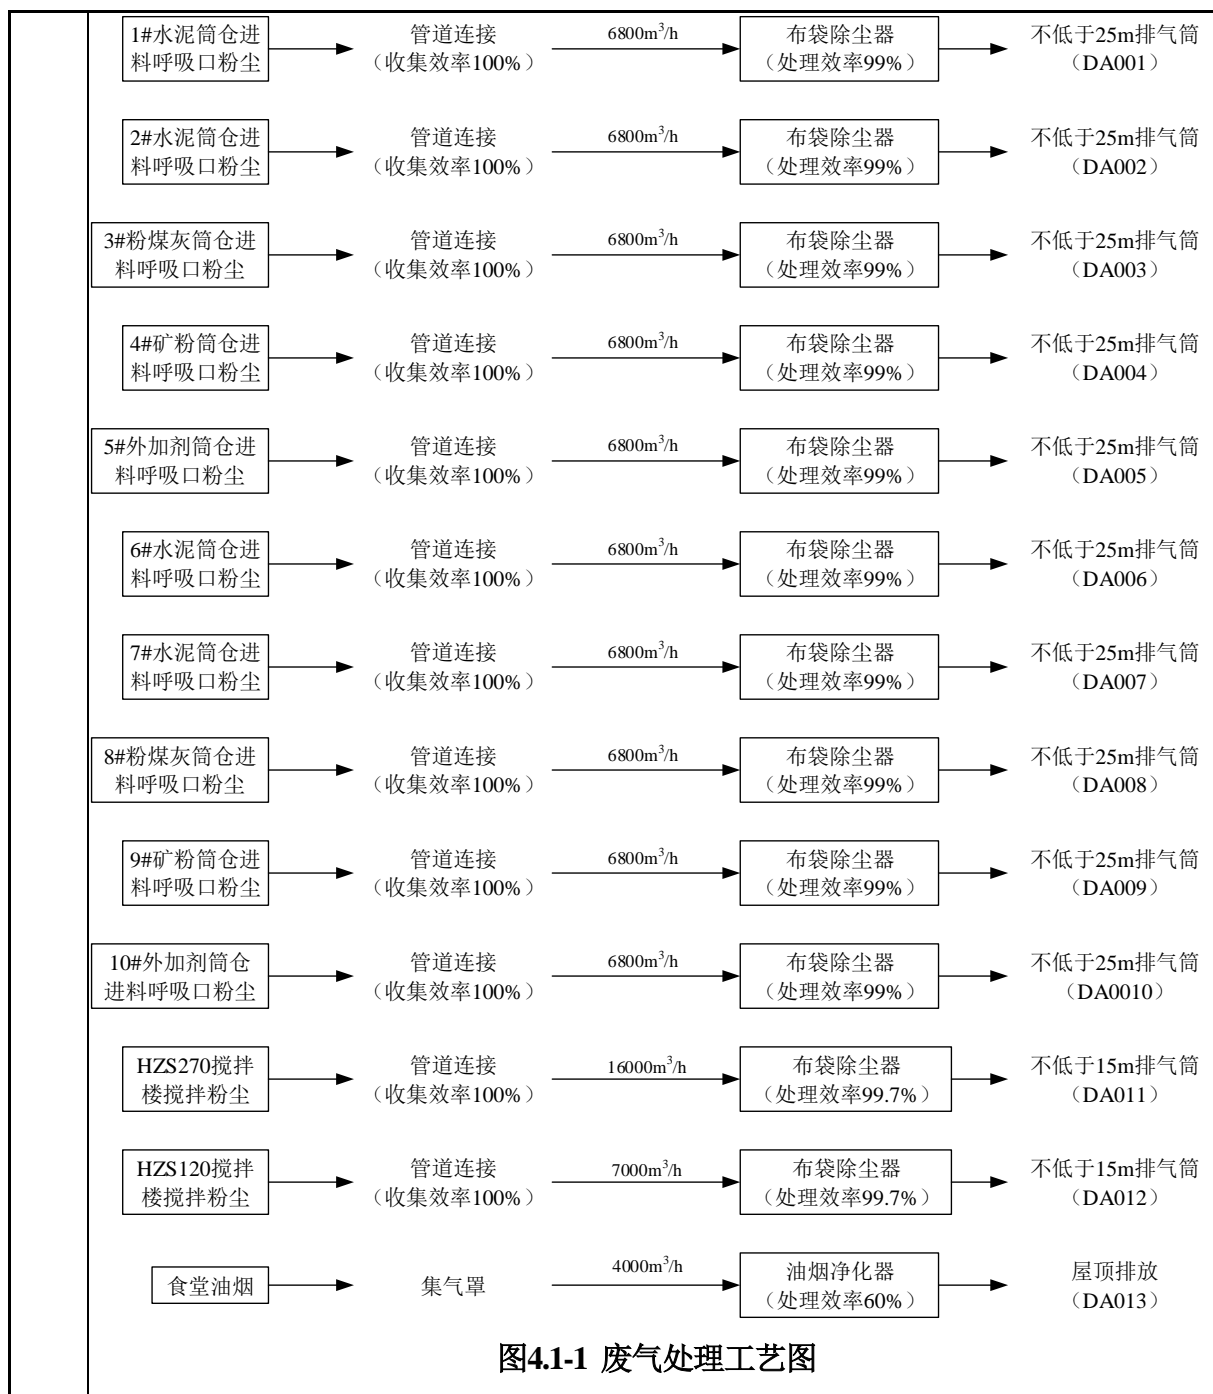 1#水泥筒仓进
料呼吸口粉尘
管道连接
（收集效率100%）
6800m³/h
布袋除尘器
（处理效率99%）
不低于25m排气筒
（DA001）
2#水泥筒仓进
料呼吸口粉尘
管道连接
（收集效率100%）
6800m³/h
布袋除尘器
（处理效率99%）
不低于25m排气筒
（DA002）
3#粉煤灰筒仓进
料呼吸口粉尘
管道连接
（收集效率100%）
6800m³/h
布袋除尘器
（处理效率99%）
不低于25m排气筒
（DA003）
4#矿粉筒仓进
料呼吸口粉尘
管道连接
（收集效率100%）
6800m³/h
布袋除尘器
（处理效率99%）
不低于25m排气筒
（DA004）
5#外加剂筒仓进
料呼吸口粉尘
管道连接
（收集效率100%）
6800m³/h
布袋除尘器
（处理效率99%）
不低于25m排气筒
（DA005）
6#水泥筒仓进
料呼吸口粉尘
管道连接
（收集效率100%）
6800m³/h
布袋除尘器
（处理效率99%）
不低于25m排气筒
（DA006）
7#水泥筒仓进
料呼吸口粉尘
管道连接
（收集效率100%）
6800m³/h
布袋除尘器
（处理效率99%）
不低于25m排气筒
（DA007）
8#粉煤灰筒仓进
料呼吸口粉尘
管道连接
（收集效率100%）
6800m³/h
布袋除尘器
（处理效率99%）
不低于25m排气筒
（DA008）
9#矿粉筒仓进
料呼吸口粉尘
管道连接
（收集效率100%）
6800m³/h
布袋除尘器
（处理效率99%）
不低于25m排气筒
（DA009）
10#外加剂筒仓
进料呼吸口粉尘
管道连接
（收集效率100%）
6800m³/h
布袋除尘器
（处理效率99%）
不低于25m排气筒
（DA0010）
HZS270搅拌
楼搅拌粉尘
管道连接
（收集效率100%）
16000m³/h
布袋除尘器
（处理效率99.7%）
不低于15m排气筒
（DA011）
HZS120搅拌
楼搅拌粉尘
管道连接
（收集效率100%）
7000m³/h
布袋除尘器
（处理效率99.7%）
不低于15m排气筒
（DA012）
食堂油烟
集气罩
4000m³/h
油烟净化器
（处理效率60%）
屋顶排放
（DA013）
图4.1-1 废气处理工艺图